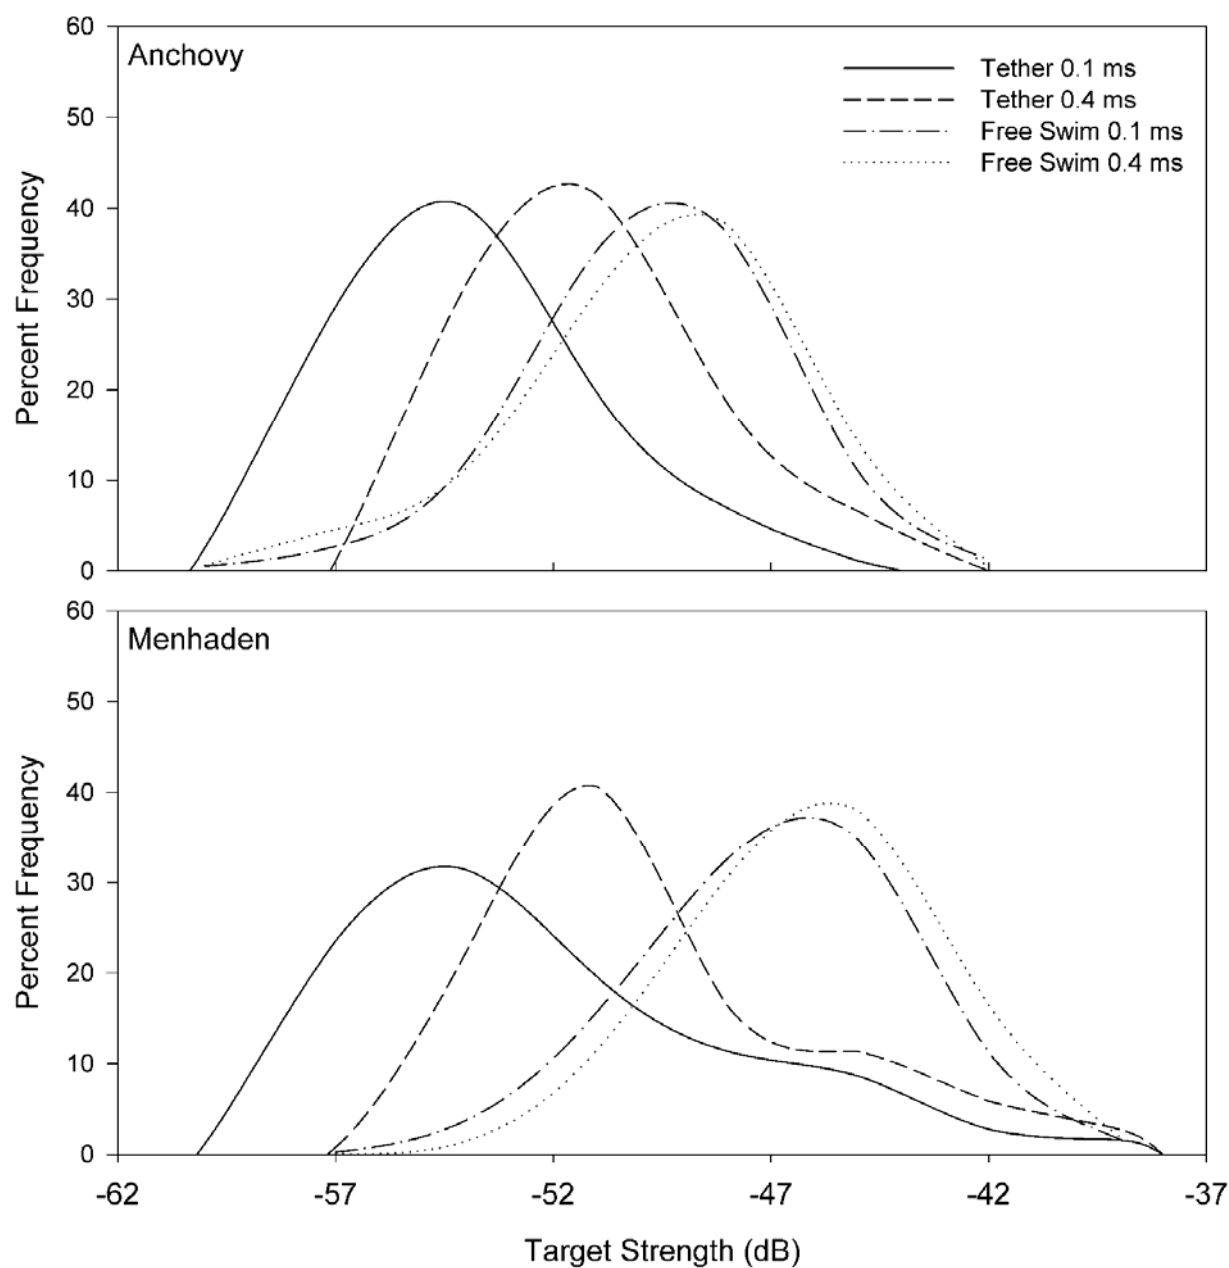 60
Anchovy
Tether 0.1 ms
Tether 0.4 ms
Free Swim 0.1 ms
Free Swim 0.4 ms
50
40
30
20
10
0
Percent Frequency
60
Menhaden
50
40
30
20
10
0
Percent Frequency
-62 -57 -52 -47 -42 -37
Target Strength (dB)